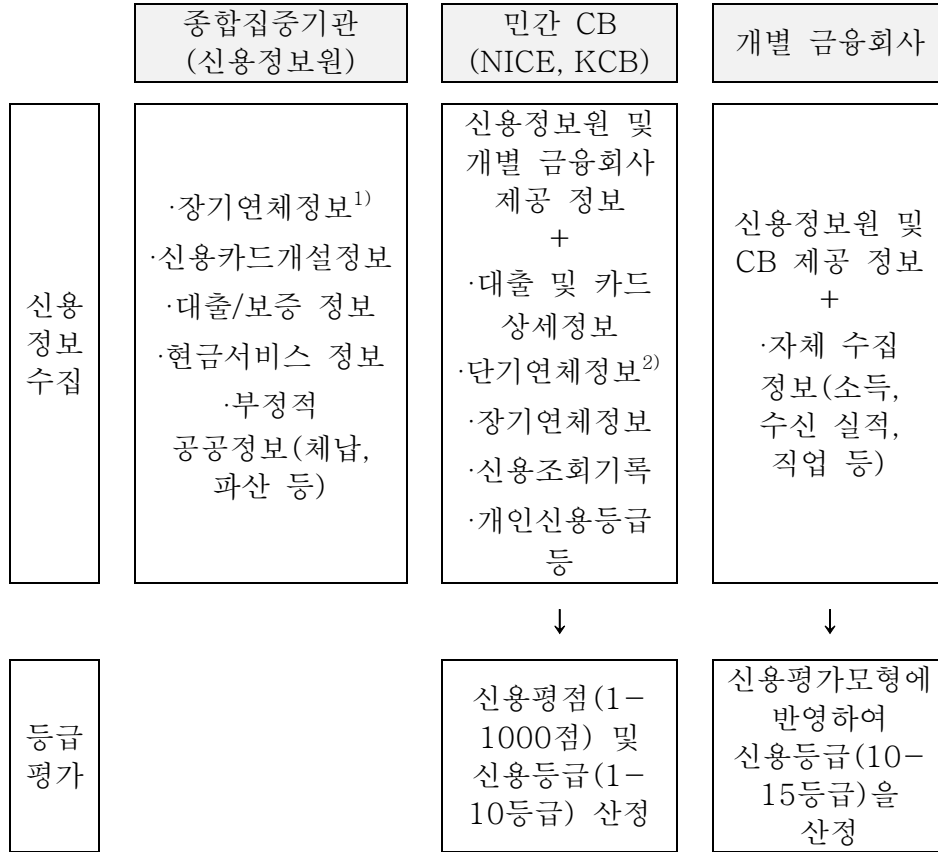 종합집중기관
(신용정보원)
민간 CB
(NICE, KCB)
개별 금융회사
신용
정보
수집
·장기연체정보1)
·신용카드개설정보
·대출/보증 정보
·현금서비스 정보
·부정적
공공정보(체납,
파산 등)
신용정보원 및
개별 금융회사
제공 정보
+
·대출 및 카드
상세정보
·단기연체정보2)
·장기연체정보
·신용조회기록
·개인신용등급
등
신용정보원 및
CB 제공 정보
+
·자체 수집
정보(소득,
수신 실적,
직업 등)
↓
↓
등급
평가
신용평점(1-
1000점) 및
신용등급(1-
10등급) 산정
신용평가모형에
반영하여
신용등급(10-
15등급)을
산정